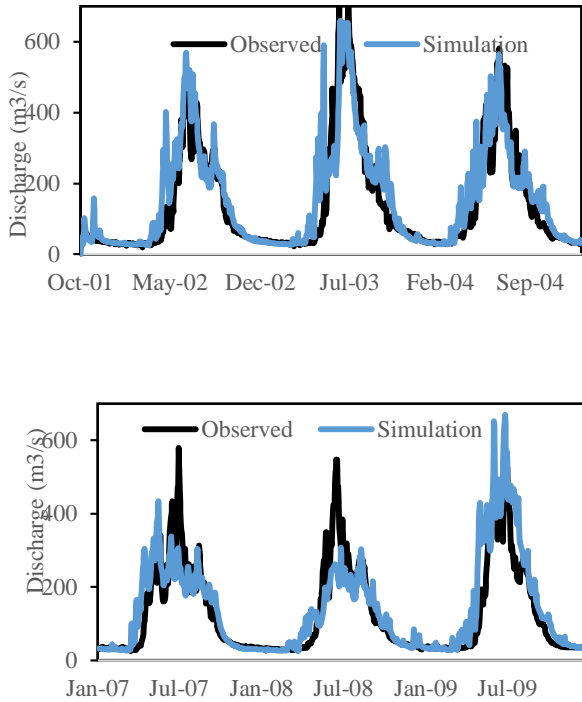 600
Observed Simulation
Discharge (m3/s)
400
200
0
Oct-01 May-02 Dec-02 Jul-03 Feb-04 Sep-04
600
Observed Simulation
Discharge (m3/s)
400
200
0
Jan-07 Jul-07 Jan-08 Jul-08 Jan-09 Jul-09